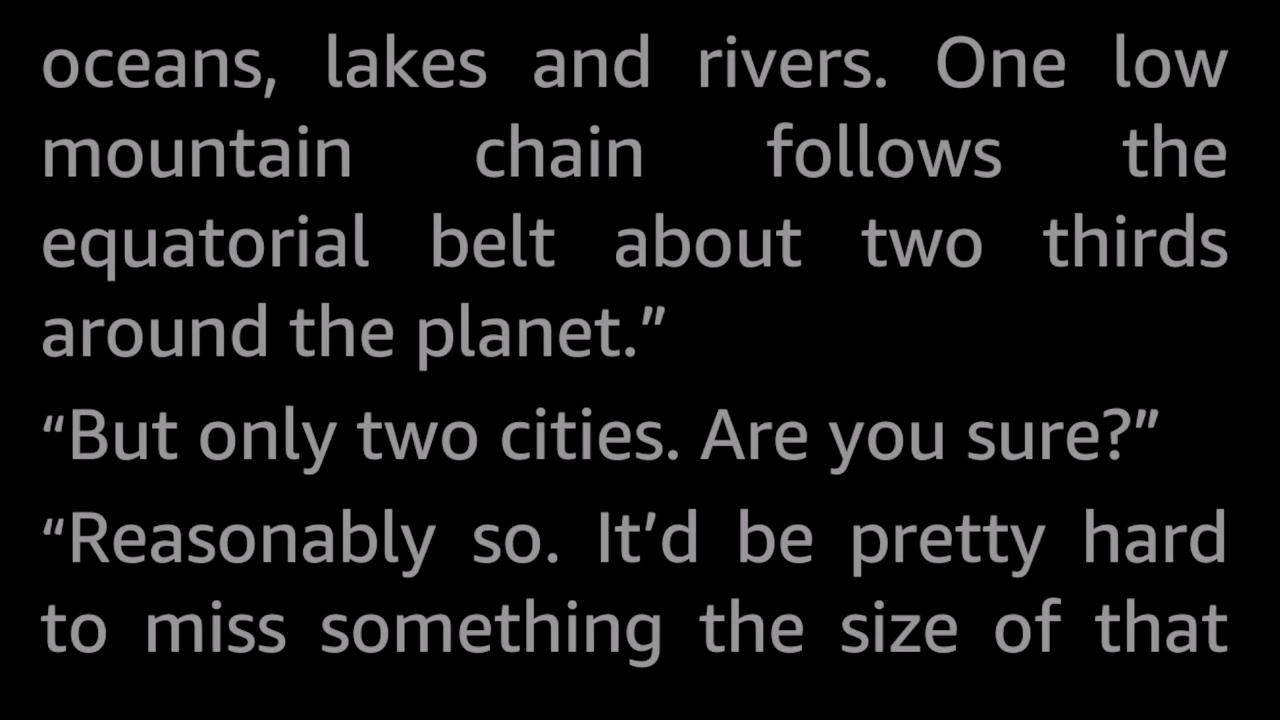 oceans, lakes and rivers. One low
mountain chain follows the
equatorial belt about two thirds
around the planet.”
“But only two cities. Are you sure?”
“Reasonably so. It’d be pretty hard
to miss something the size of that